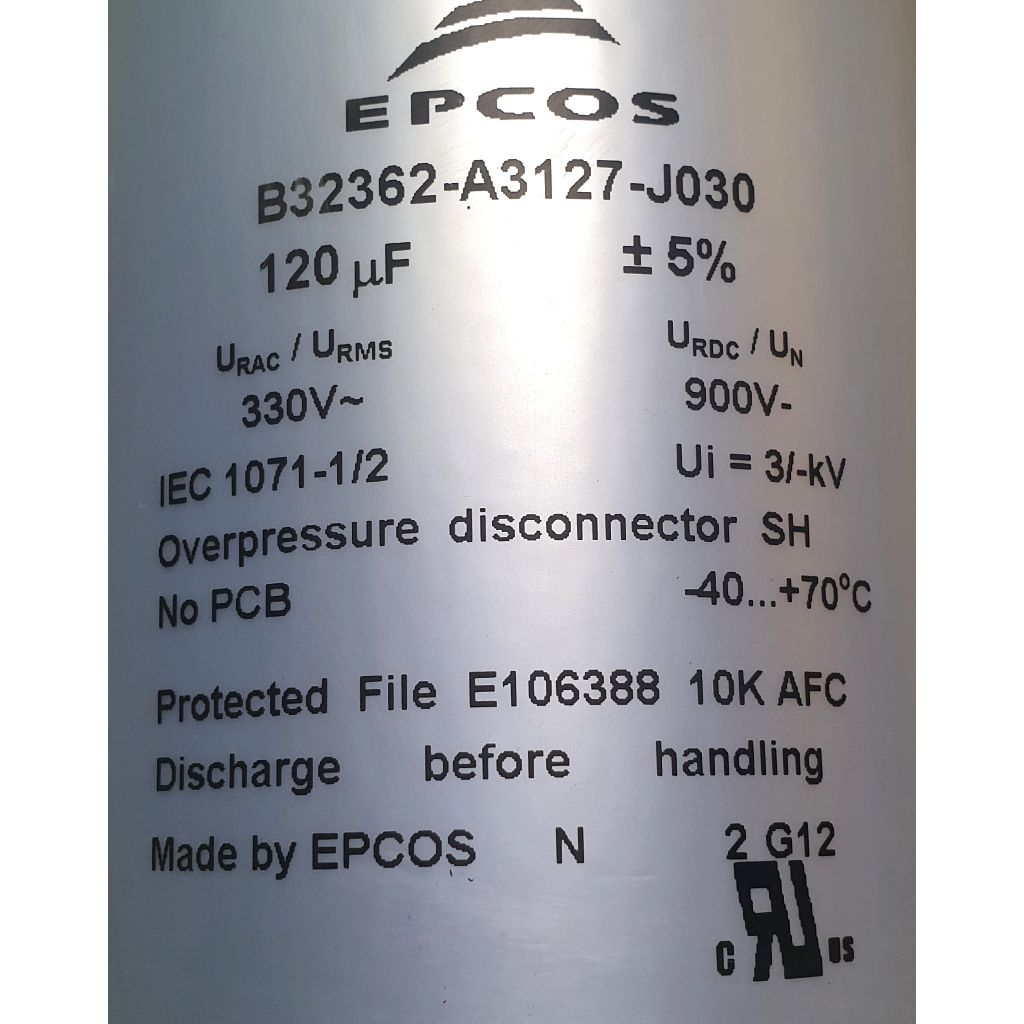 EPCOS
B32362-A3127-J030
120 µF ± 5%
URAC / URMS URDC / UN
330V~ 900V-
IEC 1071-1/2 Ui = 3/-kV
Overpressure disconnector SH
No PCB -40...+70°C
Protected File E106388 10K AFC
Discharge before handling
Made by EPCOS N 2 G12
C RU US